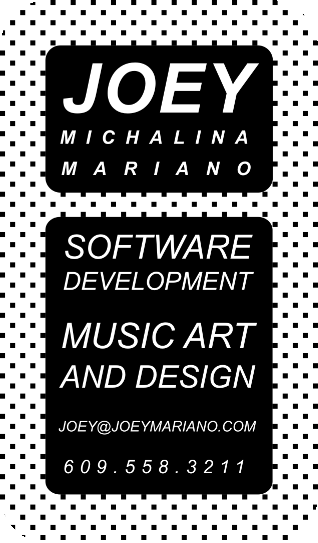 JOEY
MICHALINA
MARIANO
SOFTWARE
DEVELOPMENT
MUSIC ART
AND DESIGN
JOEY@JOEYMARIANO.COM
609.558.3211